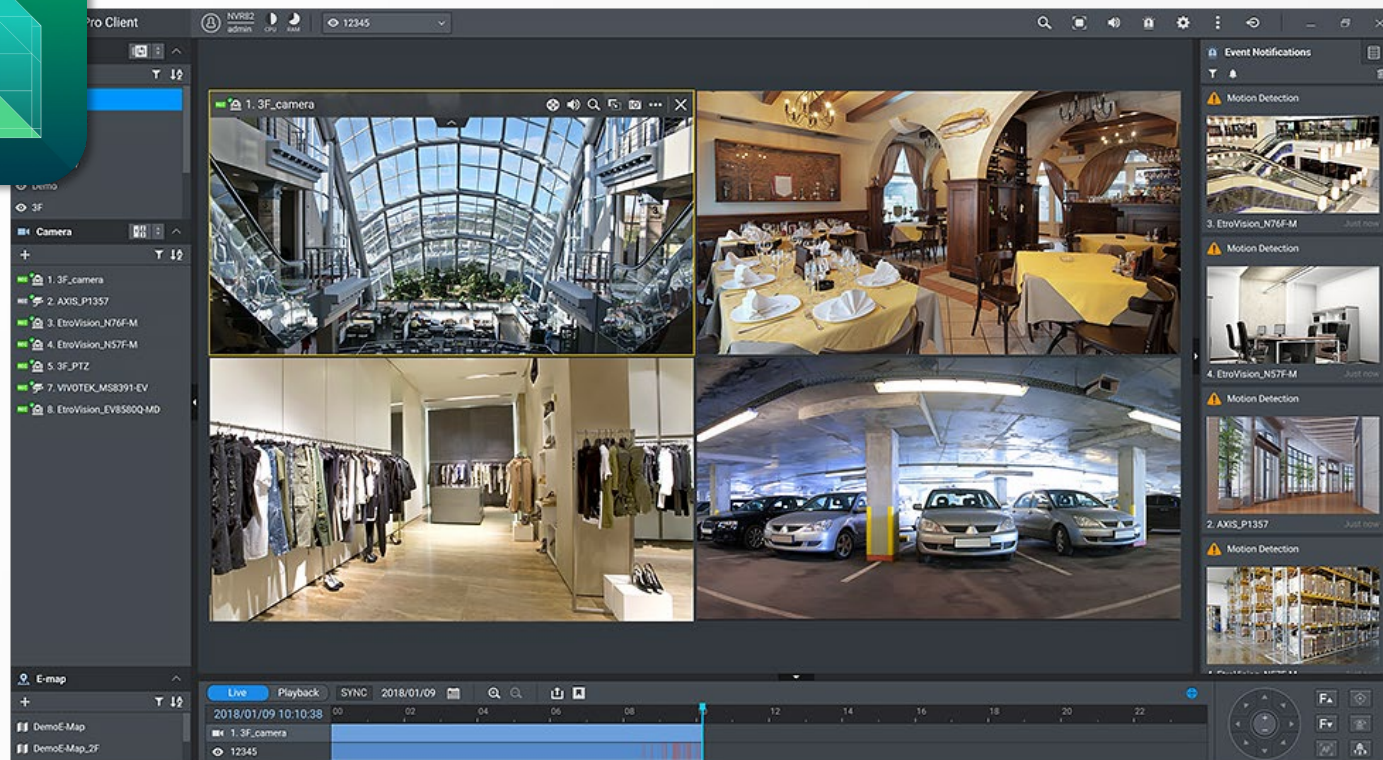 ro Client
NVR82
admin
CPU
RAM
12345
Demo
3F
Camera
1. 3F_camera
2. AXIS_P1357
3. EtroVision_N76F-M
4. EtroVision_N57F-M
5. 3F_PTZ
7. VIVOTEK_MS8391-EV
8. EtroVision_EV8580Q-MD
E-map
DemoE-Map
DemoE-Map_2F
1. 3F_camera
Live Playback SYNC 2018/01/09
2018/01/09 10:10:38 00 02 04 06 08 12 14 16 18 20 22
1. 3F_camera
12345
Event Notifications
Motion Detection
3. EtroVision_N76F-M Just now
Motion Detection
4. EtroVision_N57F-M Just now
Motion Detection
2. AXIS_P1357 Just now
Motion Detection